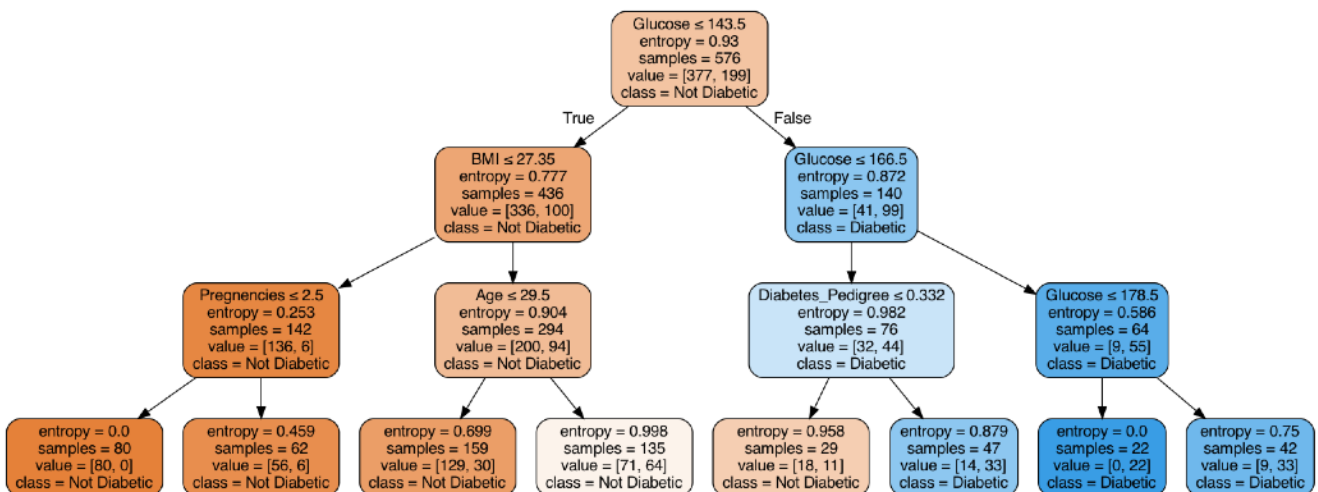 Glucose ≤ 143.5
entropy = 0.93
samples = 576
value = [377, 199]
class = Not Diabetic
True
False
BMI ≤ 27.35
entropy = 0.777
samples = 436
value = [336, 100]
class = Not Diabetic
Glucose ≤ 166.5
entropy = 0.872
samples = 140
value = [41, 99]
class = Diabetic
Pregnencies ≤ 2.5
entropy = 0.253
samples = 142
value = [136, 6]
class = Not Diabetic
Age ≤ 29.5
entropy = 0.904
samples = 294
value = [200, 94]
class = Not Diabetic
Diabetes_Pedigree ≤ 0.332
entropy = 0.982
samples = 76
value = [32, 44]
class = Diabetic
Glucose ≤ 178.5
entropy = 0.586
samples = 64
value = [9, 55]
class = Diabetic
entropy = 0.0
samples = 80
value = [80, 0]
class = Not Diabetic
entropy = 0.459
samples = 62
value = [56, 6]
class = Not Diabetic
entropy = 0.699
samples = 159
value = [129, 30]
class = Not Diabetic
entropy = 0.998
samples = 135
value = [71, 64]
class = Not Diabetic
entropy = 0.958
samples = 29
value = [18, 11]
class = Not Diabetic
entropy = 0.879
samples = 47
value = [14, 33]
class = Diabetic
entropy = 0.0
samples = 22
value = [0, 22]
class = Diabetic
entropy = 0.75
samples = 42
value = [9, 33]
class = Diabetic